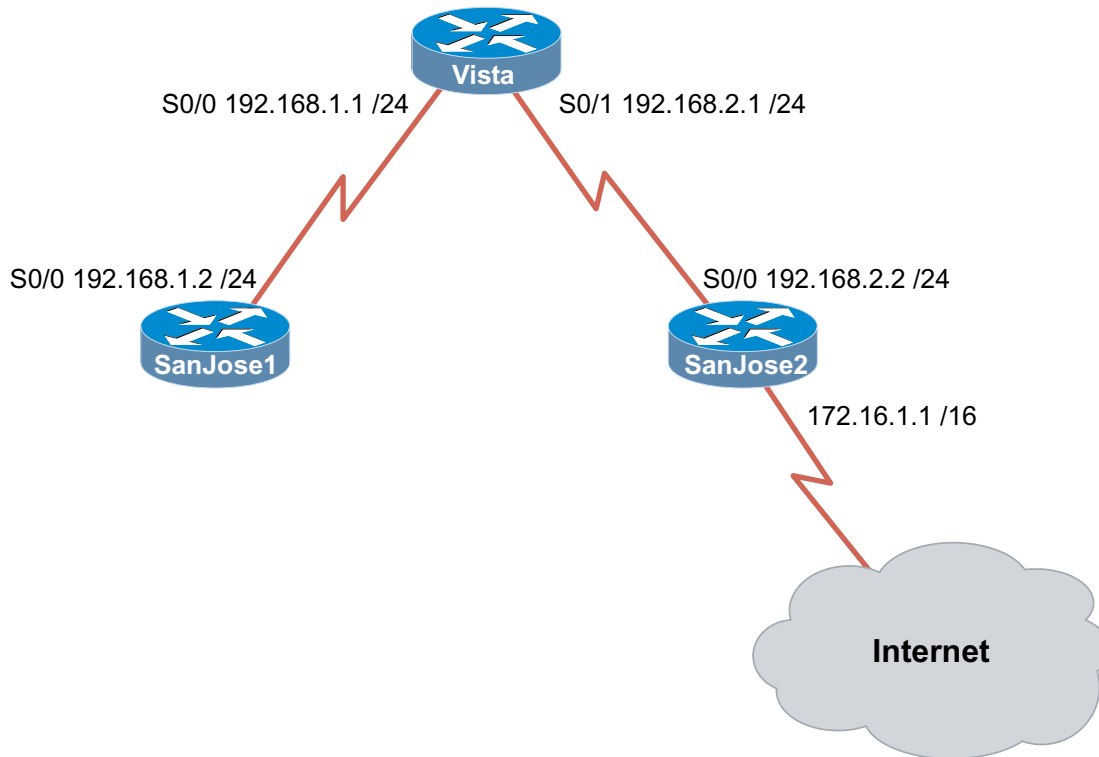 Vista
S0/0 192.168.1.1 /24
S0/1 192.168.2.1 /24
S0/0 192.168.1.2 /24
S0/0 192.168.2.2 /24
SanJose1
SanJose2
172.16.1.1 /16
Internet